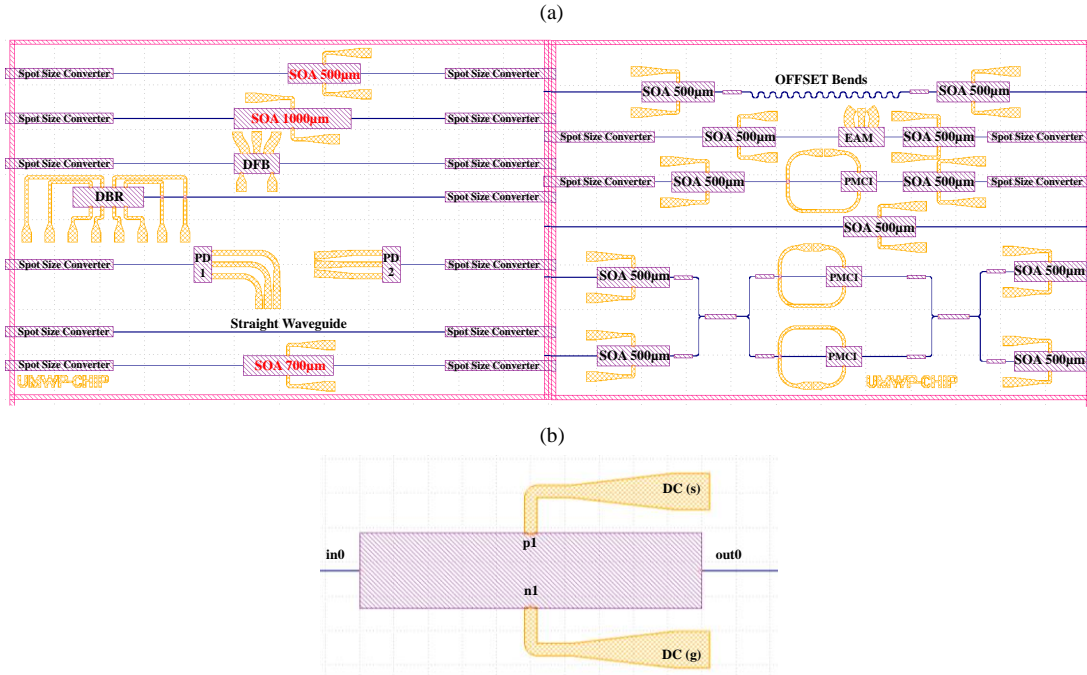 (a)
Spot Size Converter SOA 500µm Spot Size Converter
Spot Size Converter SOA 1000µm Spot Size Converter
Spot Size Converter DFB Spot Size Converter
DBR Spot Size Converter
Spot Size Converter PD 1 PD 2 Spot Size Converter
Straight Waveguide
Spot Size Converter Spot Size Converter
Spot Size Converter SOA 700µm Spot Size Converter
UMWP-CHIP
OFFSET Bends
SOA 500µm SOA 500µm
Spot Size Converter SOA 500µm EAM SOA 500µm Spot Size Converter
Spot Size Converter SOA 500µm PMCI SOA 500µm Spot Size Converter
SOA 500µm
SOA 500µm PMCI SOA 500µm
SOA 500µm PMCI SOA 500µm
UMWP-CHIP
(b)
DC (s)
p1
in0 out0
n1
DC (g)